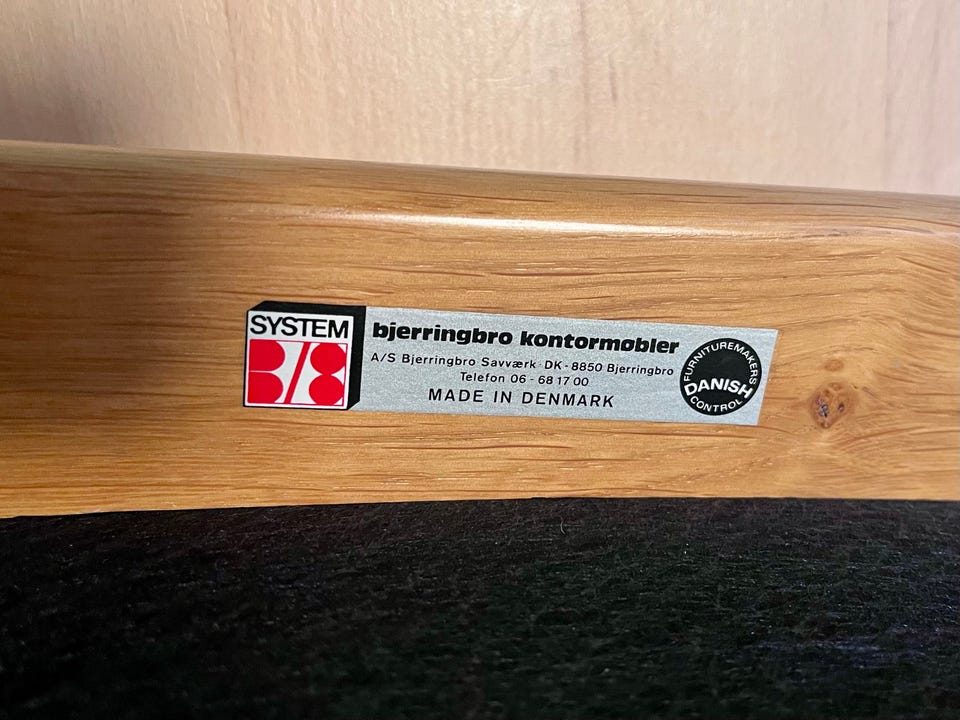 SYSTEM
B/8
bjerringbro kontormøbler
A/S Bjerringbro Savværk · DK - 8850 Bjerringbro
Telefon 06 - 68 17 00
MADE IN DENMARK
FURNITUREMAKERS
DANISH
CONTROL